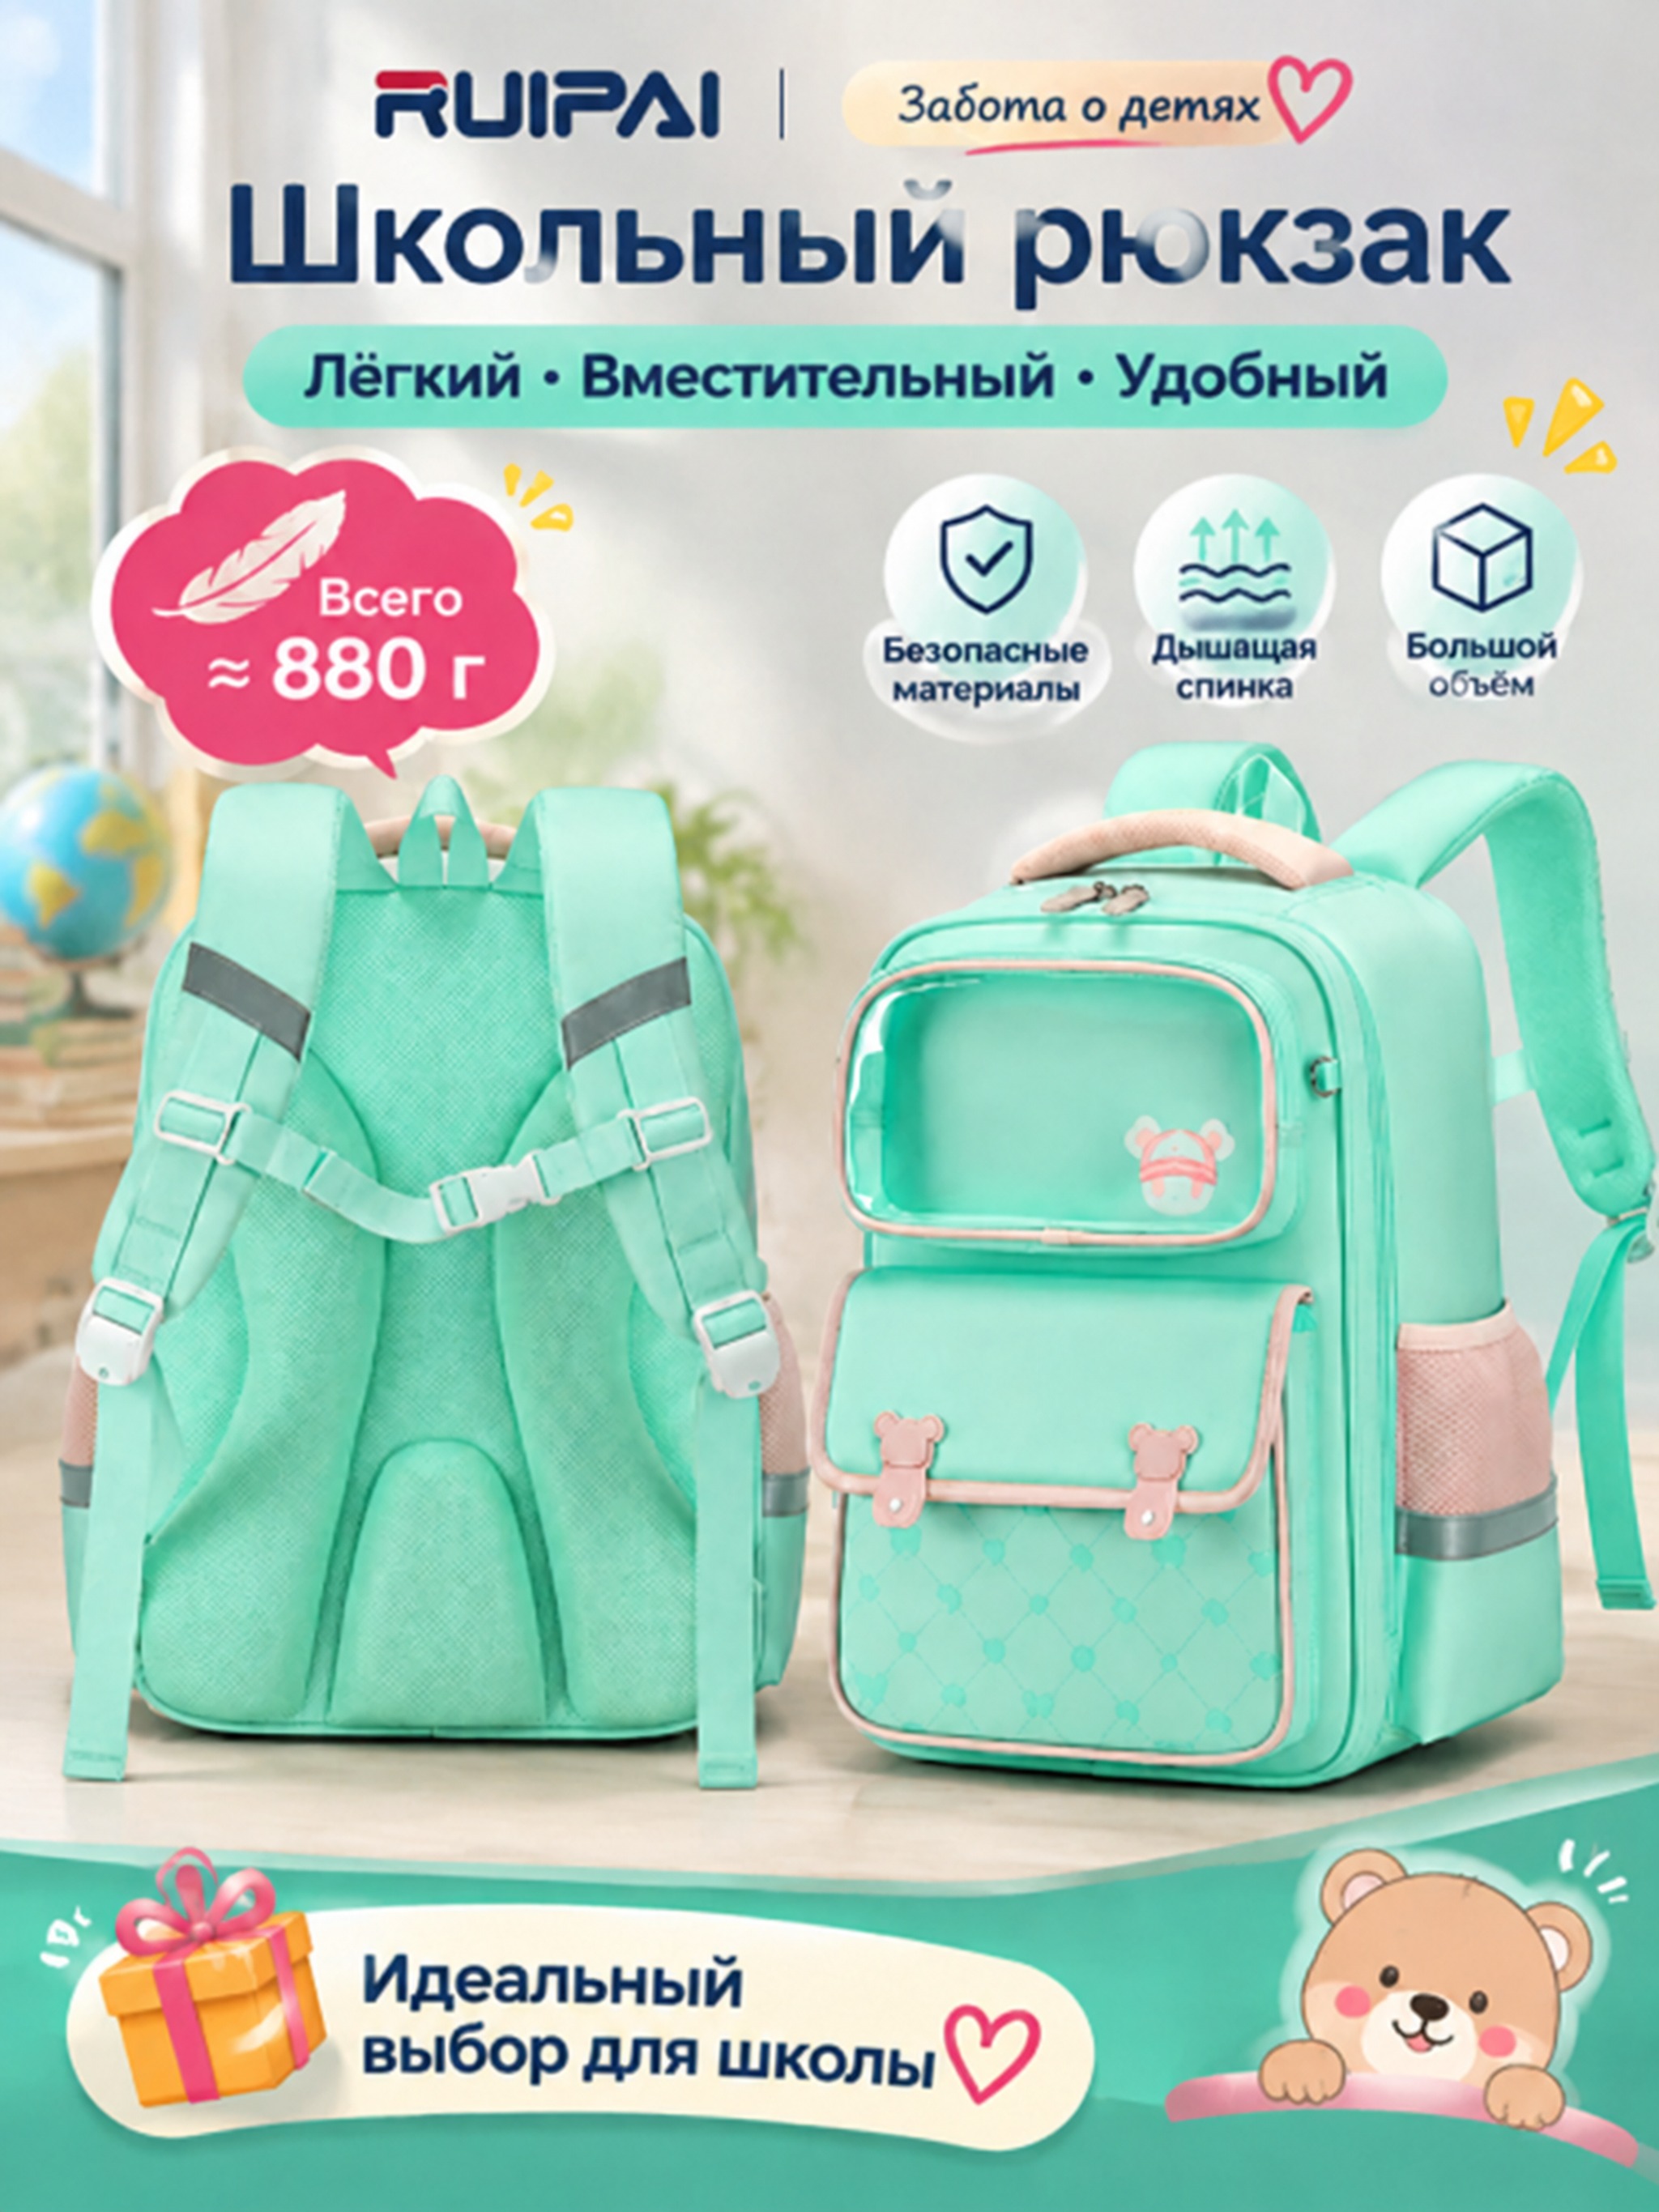 RUIPAI
Забота о детях
Школьный рюкзак
Лёгкий • Вместительный • Удобный
Всего
≈ 880 г
Безопасные
материалы
Дышащая
спинка
Большой
объём
Идеальный
выбор для школы